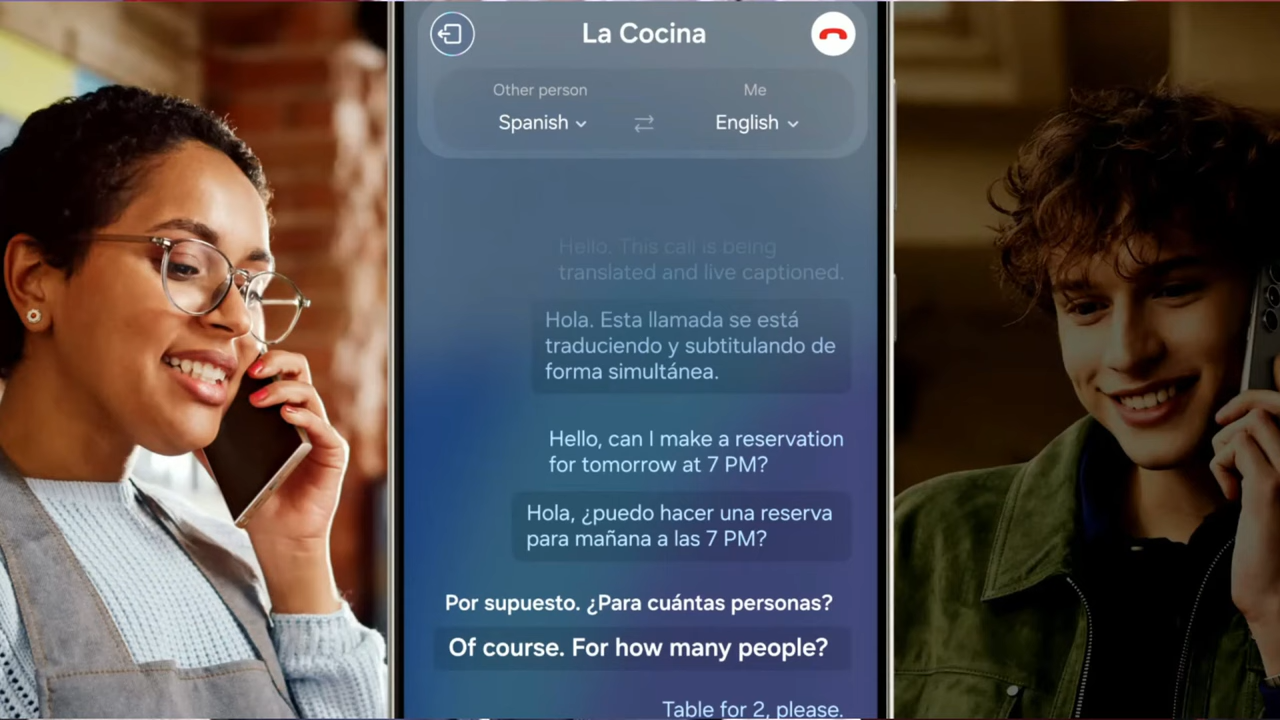 La Cocina
Other person
Me
Spanish
English
Hello. This call is being
translated and live captioned.
Hola. Esta llamada se está
traduciendo y subtitulando de
forma simultánea.
Hello, can I make a reservation
for tomorrow at 7 PM?
Hola, ¿puedo hacer una reserva
para mañana a las 7 PM?
Por supuesto. ¿Para cuántas personas?
Of course. For how many people?
Table for 2, please.